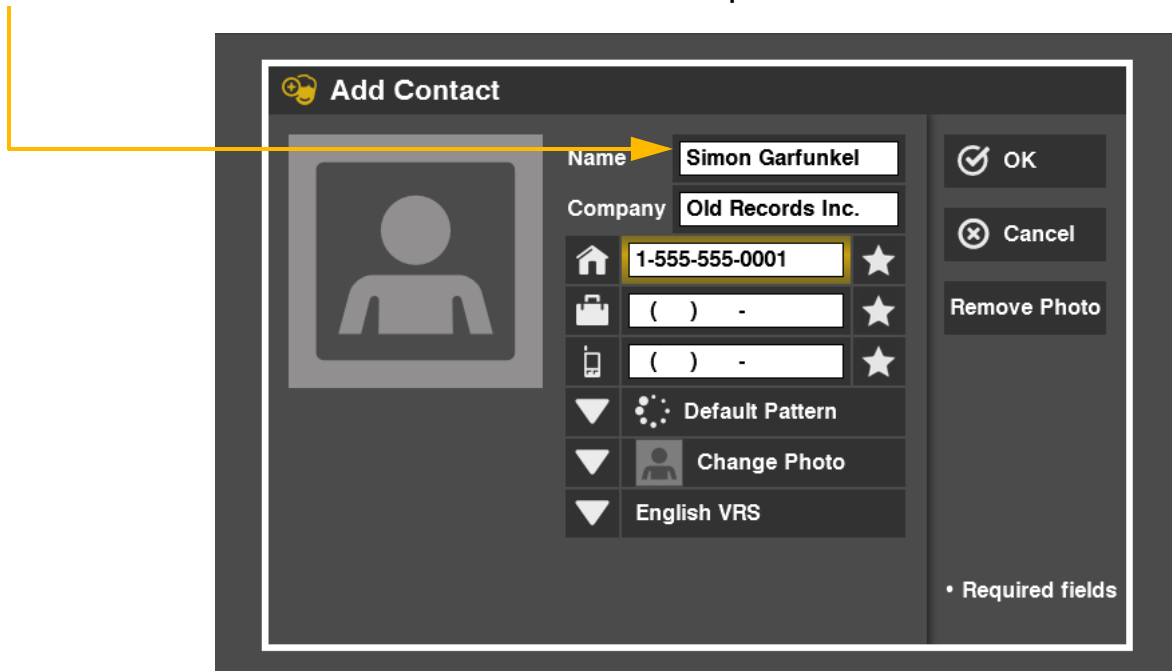 Add Contact
Name Simon Garfunkel
Company Old Records Inc.
1-555-555-0001
( ) -
( ) -
Default Pattern
Change Photo
English VRS
OK
Cancel
Remove Photo
• Required fields